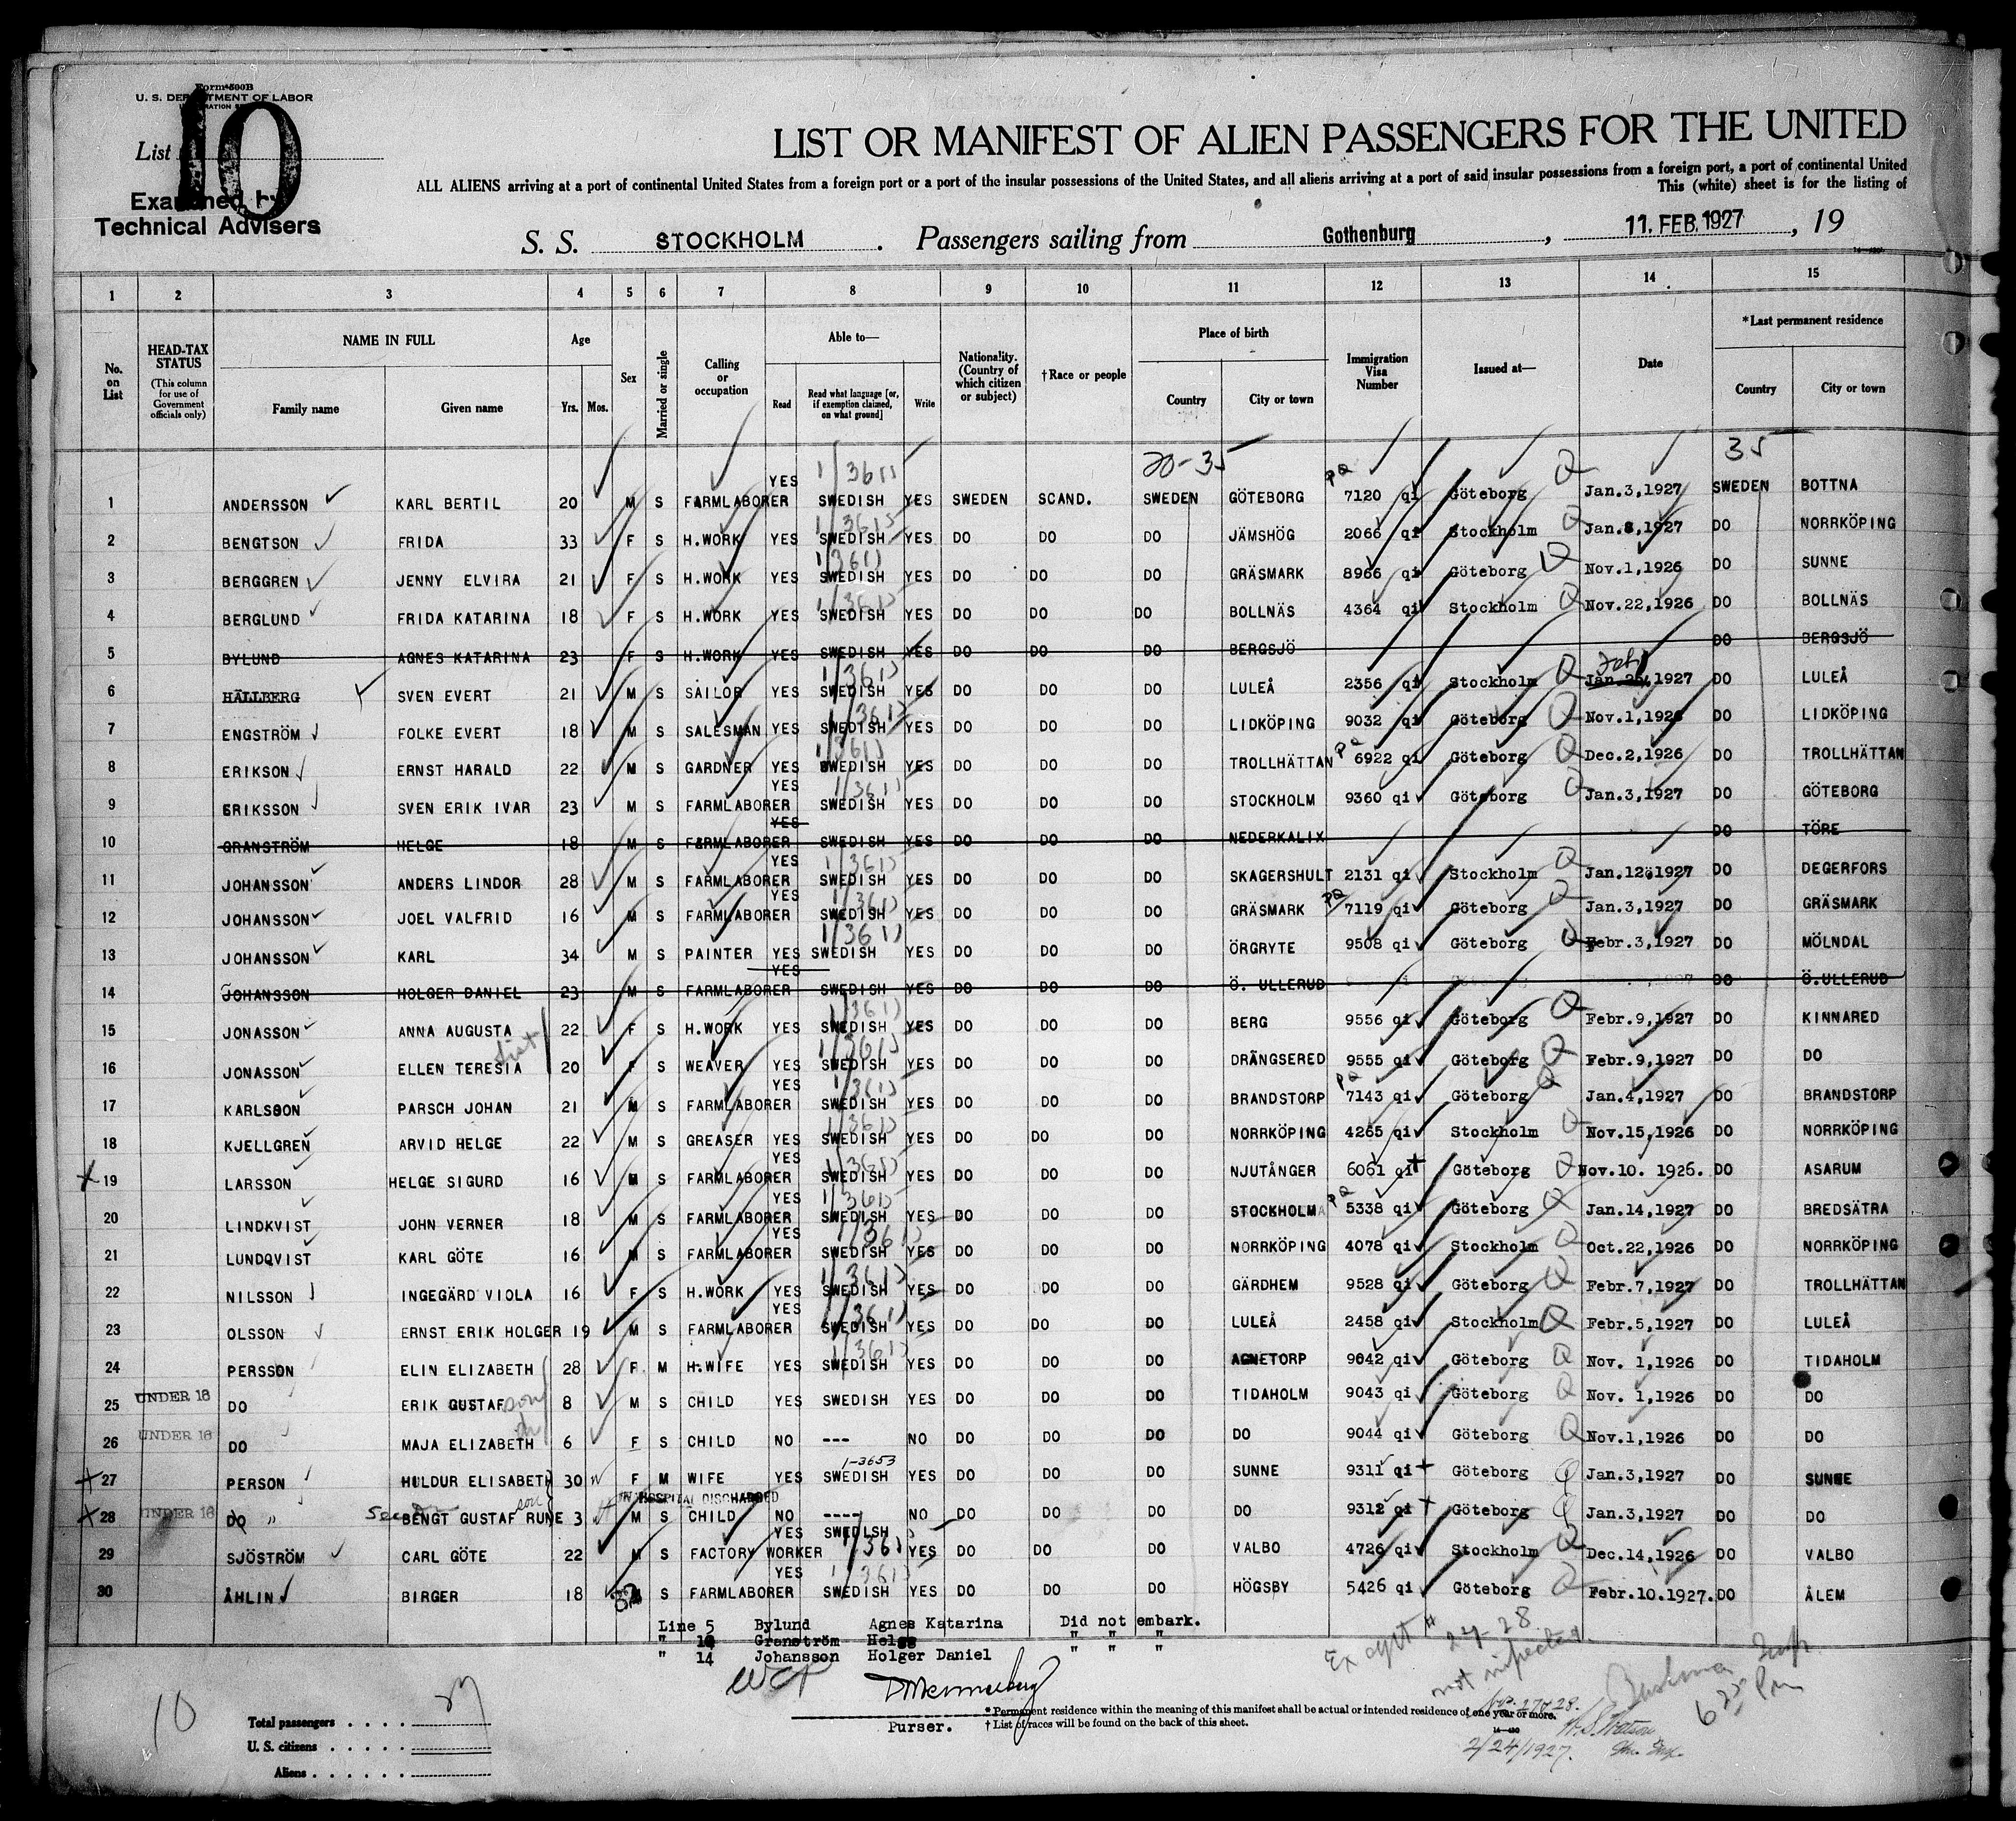 Form 500B
U. S. DEPARTMENT OF LABOR
List 10
Examined by
Technical Advisers
LIST OR MANIFEST OF ALIEN PASSENGERS FOR THE UNITED
ALL ALIENS arriving at a port of continental United States from a foreign port or a port of the insular possessions of the United States, and all aliens arriving at a port of said insular possessions from a foreign port, a port of continental United
This (white) sheet is for the listing of
S. S. STOCKHOLM . Passengers sailing from Gothenburg , 11. FEB. 1927 , 19
1 2 3 4 5 6 7 8 9 10 11 12 13 14 15
No. on List HEAD-TAX STATUS (This column for use of Government officials only) NAME IN FULL Family name Given name Age Yrs. Mos. Sex Married or single Calling or occupation Able to— Read Read what language [or, if exemption claimed, on what ground] Write Nationality. (Country of which citizen or subject) †Race or people Place of birth Country City or town Immigration Visa Number Issued at— Date *Last permanent residence Country City or town
20-35 35
1 ANDERSSON KARL BERTIL 20 M S FARMLABORER YES SWEDISH YES SWEDEN SCAND. SWEDEN GÖTEBORG PA 7120 qi Göteborg Jan.3,1927 SWEDEN BOTTNA
2 BENGTSON FRIDA 33 F S H.WORK YES SWEDISH YES DO DO DO JÄMSHÖG 2066 qi Stockholm Jan.8,1927 DO NORRKÖPING
3 BERGGREN JENNY ELVIRA 21 F S H.WORK YES SWEDISH YES DO DO DO GRÄSMARK 8966 qi Göteborg Nov.1,1926 DO SUNNE
4 BERGLUND FRIDA KATARINA 18 F S H.WORK YES SWEDISH YES DO DO DO BOLLNÄS 4364 qi Stockholm Nov.22,1926 DO BOLLNÄS
5 BYLUND AGNES KATARINA 23 F S H.WORK YES SWEDISH YES DO DO DO BERGSJÖ DO BERGSJÖ
6 HÄLLBERG SVEN EVERT 21 M S SAILOR YES SWEDISH YES DO DO DO LULEÅ 2356 qi Stockholm Jan.25,1927 DO LULEÅ
7 ENGSTRÖM FOLKE EVERT 18 M S SALESMAN YES SWEDISH YES DO DO DO LIDKÖPING 9032 qi Göteborg Nov.1,1926 DO LIDKÖPING
8 ERIKSON ERNST HARALD 22 M S GARDNER YES SWEDISH YES DO DO DO TROLLHÄTTAN PA 6922 qi Göteborg Dec.2,1926 DO TROLLHÄTTAN
9 ERIKSSON SVEN ERIK IVAR 23 M S FARMLABORER YES SWEDISH YES DO DO DO STOCKHOLM 9360 qi Göteborg Jan.3,1927 DO GÖTEBORG
10 GRANSTRÖM HELGE 18 M S FARMLABORER YES SWEDISH YES DO DO DO NEDERKALIX DO TÖRE
11 JOHANSSON ANDERS LINDOR 28 M S FARMLABORER YES SWEDISH YES DO DO DO SKAGERSHULT 2131 qi Stockholm Jan.12,1927 DO DEGERFORS
12 JOHANSSON JOEL VALFRID 16 M S FARMLABORER YES SWEDISH YES DO DO DO GRÄSMARK PA 7119 qi Göteborg Jan.3,1927 DO GRÄSMARK
13 JOHANSSON KARL 34 M S PAINTER YES SWEDISH YES DO DO DO ÖRGRYTE 9508 qi Göteborg Febr.3,1927 DO MÖLNDAL
14 JOHANSSON HOLGER DANIEL 23 M S FARMLABORER YES SWEDISH YES DO DO DO Ö. ULLERUD DO Ö.ULLERUD
15 JONASSON ANNA AUGUSTA 22 F S H.WORK YES SWEDISH YES DO DO DO BERG 9556 qi Göteborg Febr.9,1927 DO KINNARED
16 JONASSON ELLEN TERESIA sist 20 F S WEAVER YES SWEDISH YES DO DO DO DRÄNGSERED 9555 qi Göteborg Febr.9,1927 DO DO
17 KARLSSON PARSCH JOHAN 21 M S FARMLABORER YES SWEDISH YES DO DO DO BRANDSTORP PA 7143 qi Göteborg Jan.4,1927 DO BRANDSTORP
18 KJELLGREN ARVID HELGE 22 M S GREASER YES SWEDISH YES DO DO DO NORRKÖPING 4265 qi Stockholm Nov.15,1926 DO NORRKÖPING
X 19 LARSSON HELGE SIGURD 16 M S FARMLABORER YES SWEDISH YES DO DO DO NJUTÅNGER 6061 qi Göteborg Nov.10. 1926. DO ASARUM
20 LINDKVIST JOHN VERNER 18 M S FARMLABORER YES SWEDISH YES DO DO DO STOCKHOLM PA 5338 qi Göteborg Jan.14,1927 DO BREDSÄTRA
21 LUNDQVIST KARL GÖTE 16 M S FARMLABORER YES SWEDISH YES DO DO DO NORRKÖPING 4078 qi Stockholm Oct.22,1926 DO NORRKÖPING
22 NILSSON INGEGÄRD VIOLA 16 F S H.WORK YES SWEDISH YES DO DO DO GÄRDHEM 9528 qi Göteborg Febr.7,1927 DO TROLLHÄTTAN
23 OLSSON ERNST ERIK HOLGER 19 M S FARMLABORER YES SWEDISH YES DO DO DO LULEÅ 2458 qi Stockholm Febr.5,1927 DO LULEÅ
24 PERSSON ELIN ELIZABETH 28 F. M H.WIFE YES SWEDISH YES DO DO DO AGNETORP 9042 qi Göteborg Nov. 1,1926 DO TIDAHOLM
25 UNDER 16 DO ERIK GUSTAF son 8 M S CHILD YES SWEDISH YES DO DO DO TIDAHOLM 9043 qi Göteborg Nov. 1,1926 DO DO
26 UNDER 16 DO MAJA ELIZABETH 6 F S CHILD NO --- NO DO DO DO DO 9044 qi Göteborg Nov.1,1926 DO DO
X 27 PERSON HULDUR ELISABETH 30 F M WIFE YES 1-3653 SWEDISH YES DO DO DO SUNNE 9311 qi Göteborg Jan.3,1927 DO SUNNE
IN HOSPITAL DISCHARGED
X 28 UNDER 16 DO " BENGT GUSTAF RUNE son 3 M S CHILD NO ---- NO DO DO DO DO 9312 qi Göteborg Jan.3,1927 DO DO
29 SJÖSTRÖM CARL GÖTE 22 M S FACTORY WORKER YES SWEDISH YES DO DO DO VALBO 4726 qi Stockholm Dec.14,1926 DO VALBO
30 ÅHLIN BIRGER 18 M S FARMLABORER YES SWEDISH YES DO DO DO HÖGSBY 5426 qi Göteborg Febr.10.1927. DO ÅLEM
Line 5 Bylund Agnes Katarina Did not embark.
" 10 Granström Helge " " "
" 14 Johansson Holger Daniel " " "
Except # 27-28
not inspected.
10
Purser.
*Permanent residence within the meaning of this manifest shall be actual or intended residence of one year or more.
†List of races will be found on the back of this sheet.
Nos. 27&28.
2/24/1927.
Total passengers . . . . 27
U. S. citizens . . . . .
Aliens . . . . . .